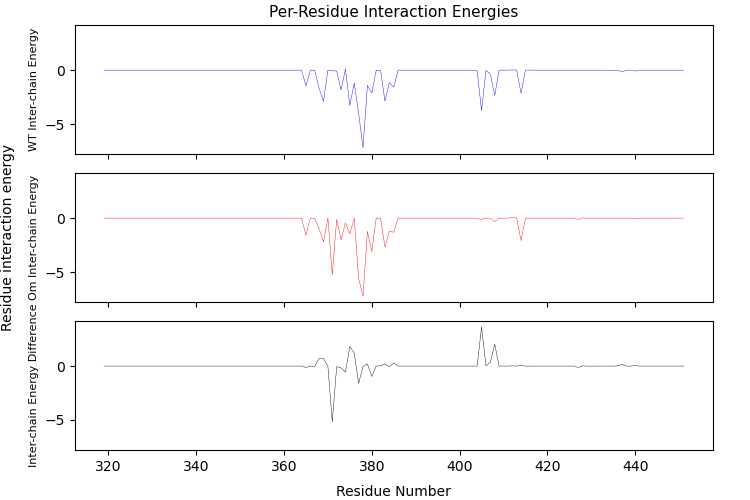 Per-Residue Interaction Energies
Residue interaction energy
WT Inter-chain Energy
0
−5
Om Inter-chain Energy
0
−5
Inter-chain Energy Difference
0
−5
320 340 360 380 400 420 440
Residue Number